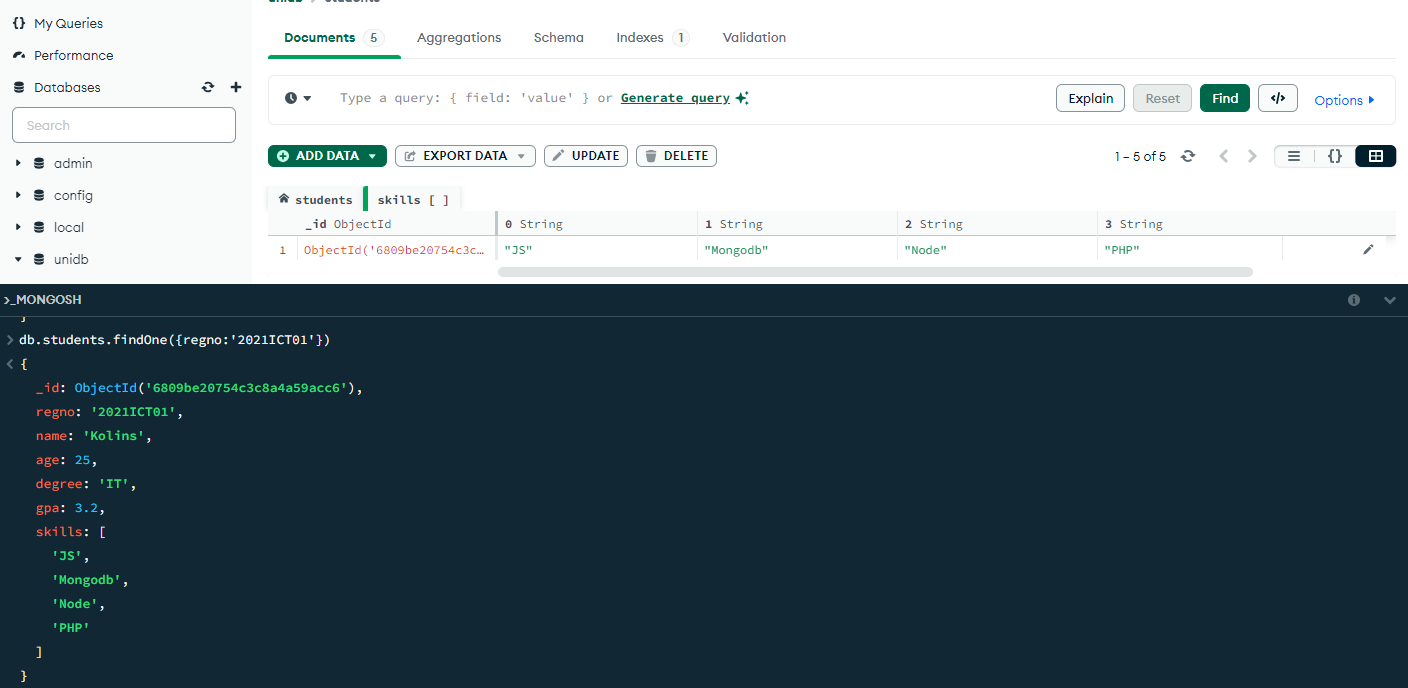 unidb > students
{} My Queries
Performance
Databases
Search
admin
config
local
unidb
Documents 5 Aggregations Schema Indexes 1 Validation
Type a query: { field: 'value' } or Generate query
Explain Reset Find </> Options
ADD DATA EXPORT DATA UPDATE DELETE
1 – 5 of 5 {}
students skills [ ]
_id ObjectId 0 String 1 String 2 String 3 String
1 ObjectId('6809be20754c3c… "JS" "Mongodb" "Node" "PHP"
>_MONGOSH
}
> db.students.findOne({regno:'2021ICT01'})
< {
_id: ObjectId('6809be20754c3c8a4a59acc6'),
regno: '2021ICT01',
name: 'Kolins',
age: 25,
degree: 'IT',
gpa: 3.2,
skills: [
'JS',
'Mongodb',
'Node',
'PHP'
]
}